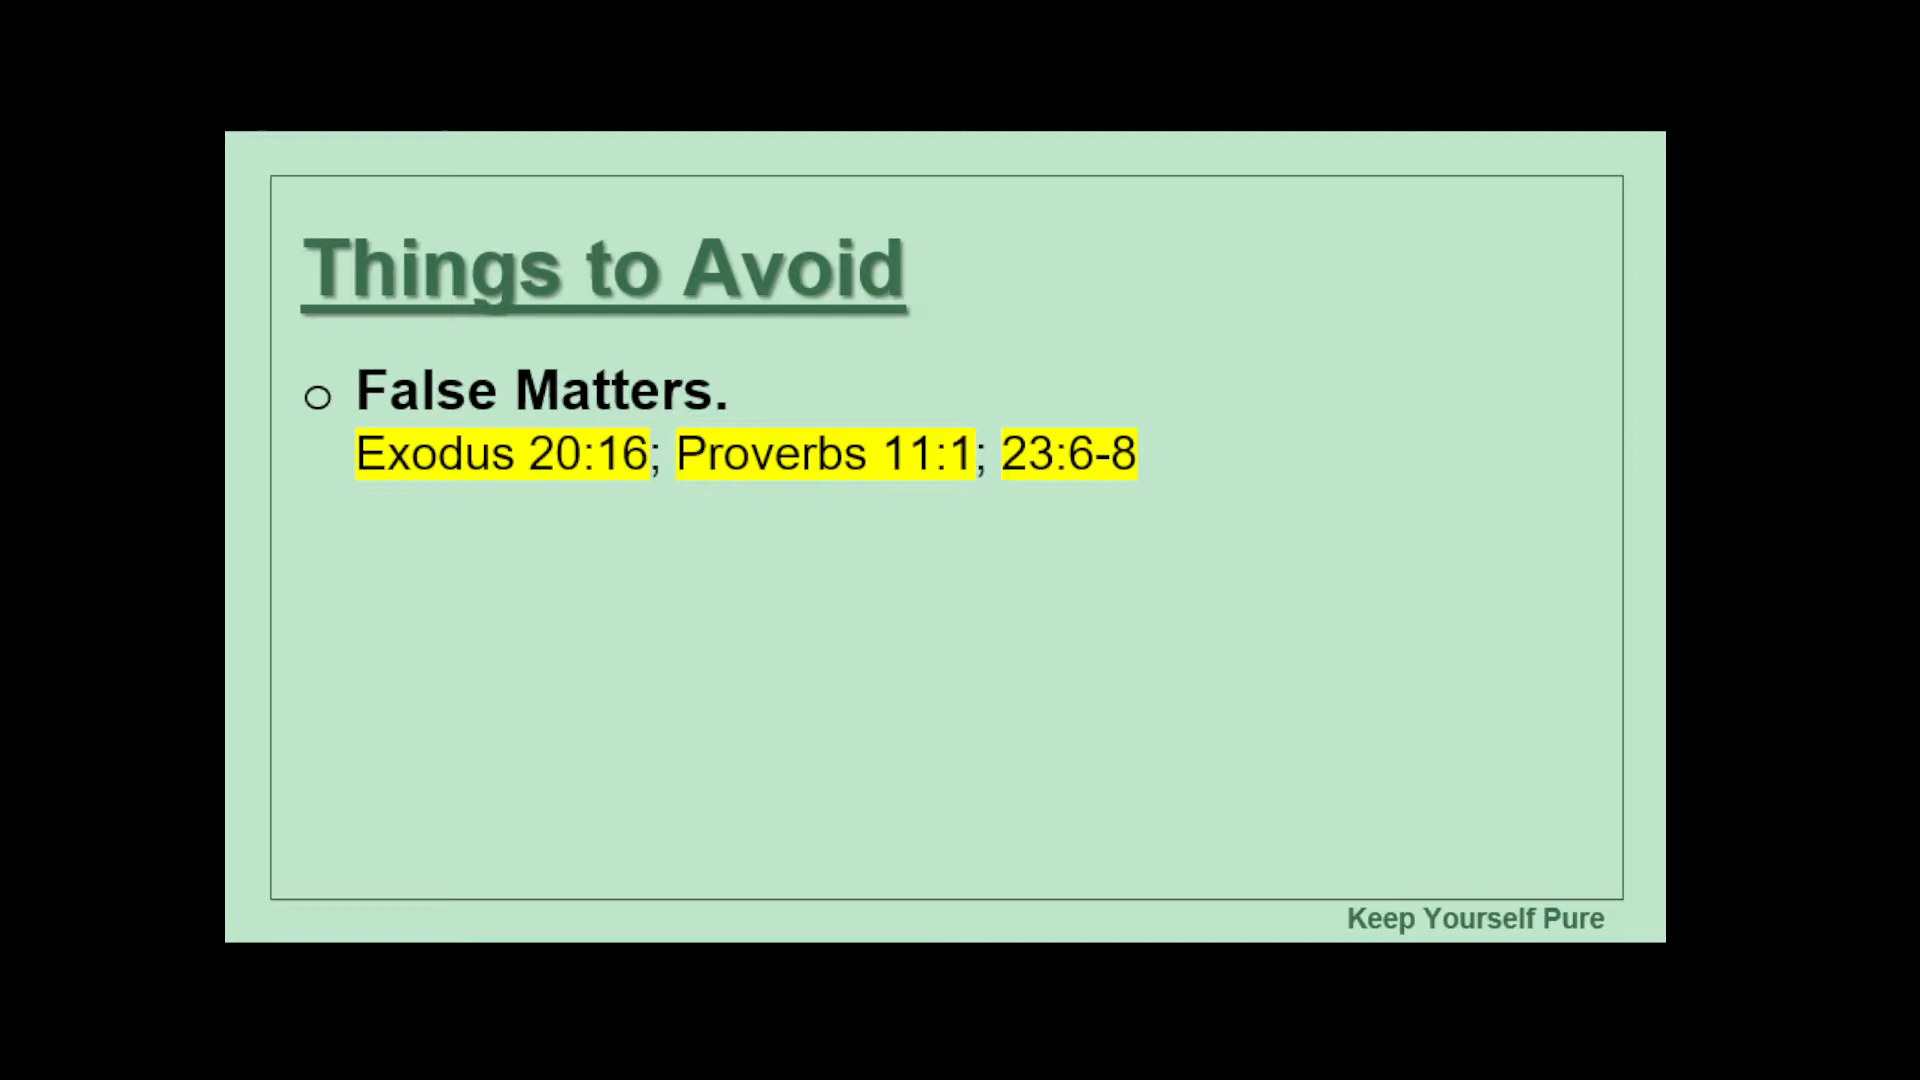 Things to Avoid
○ False Matters.
Exodus 20:16; Proverbs 11:1; 23:6-8
Keep Yourself Pure